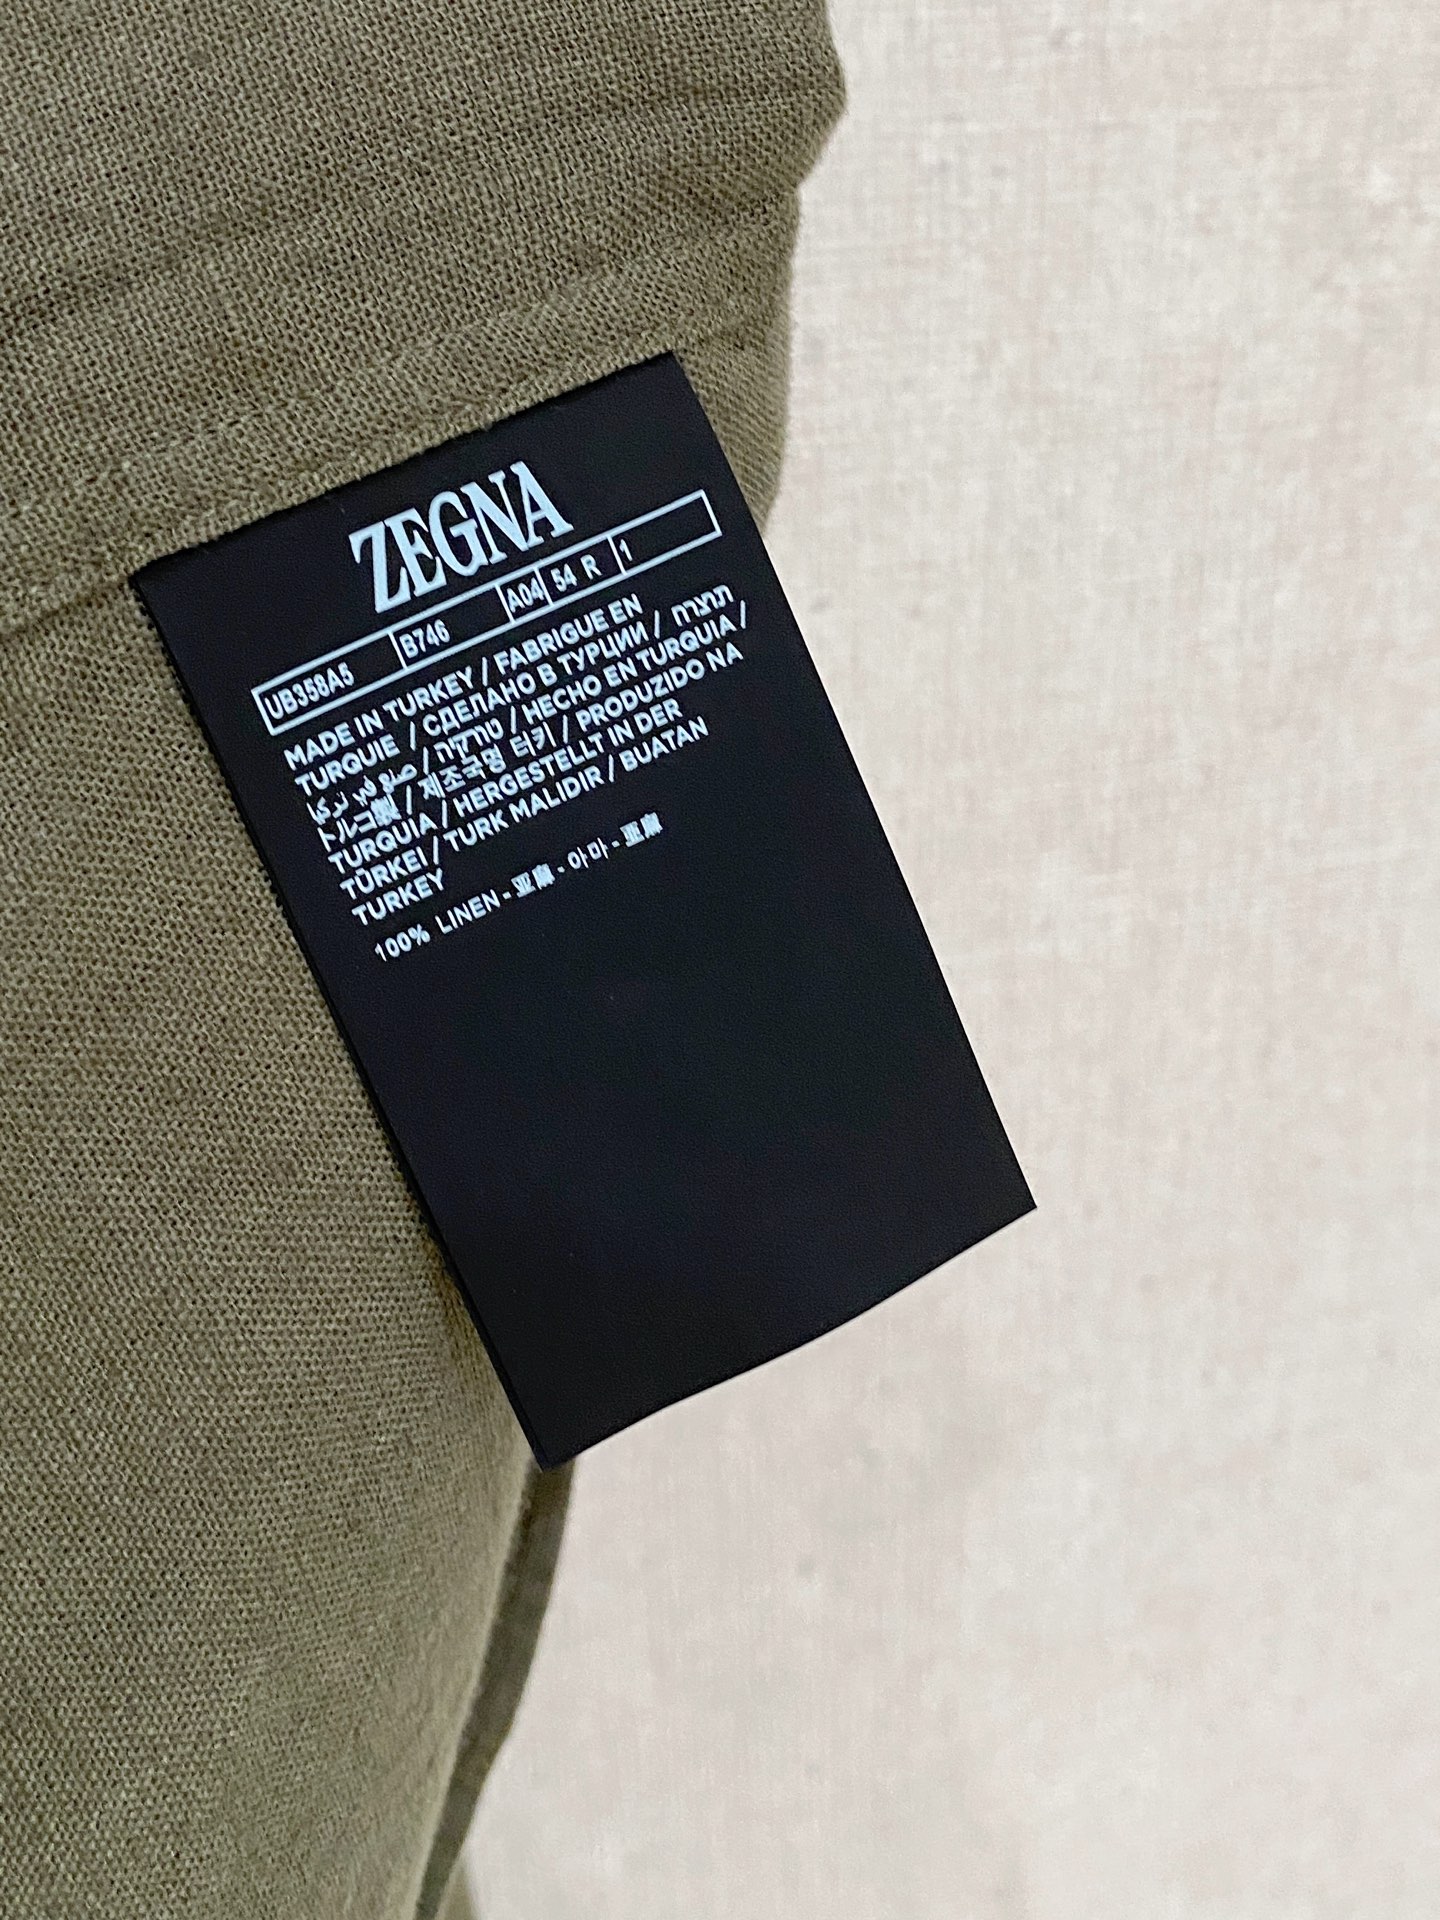 ZEGNA
UB358A5 B746 A04 54 R 1
MADE IN TURKEY / FABRIGUE EN
TURQUIE / СДЕЛАНО В ТУРЦИИ / תוצרת
صنع في تركيا / טורקיה / HECHO EN TURQUIA /
トルコ製 / 제조국명 터키 / PRODUZIDO NA
TURQUIA / HERGESTELLT IN DER
TÜRKEI / TURK MALIDIR / BUATAN
TURKEY
100% LINEN - 亚麻 - 아마 - 亜麻